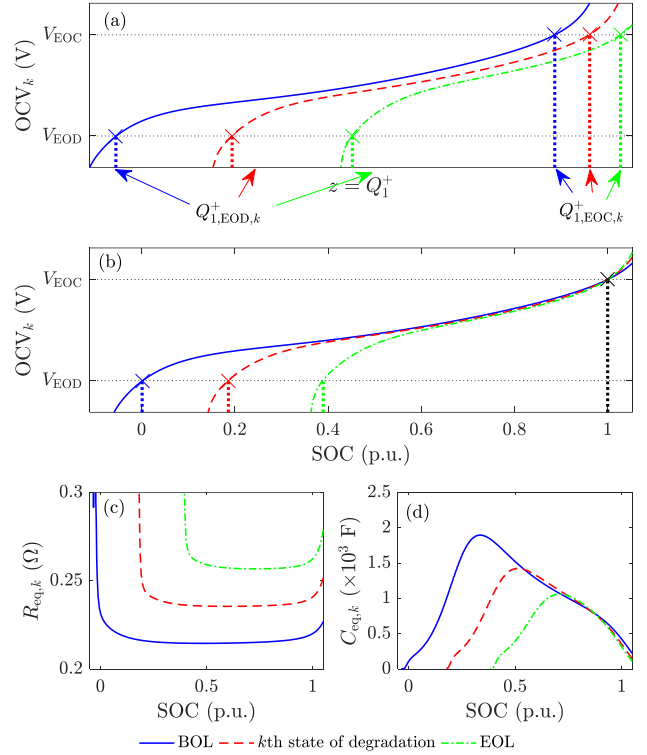 (a)
OCV_k (V)
V_EOC
V_EOD
z = Q_1^+
Q^+_{1,EOD,k}
Q^+_{1,EOC,k}
(b)
OCV_k (V)
V_EOC
V_EOD
0 0.2 0.4 0.6 0.8 1
SOC (p.u.)
(c)
R_{eq,k} (Ω)
0.3
0.25
0.2
0 0.5 1
SOC (p.u.)
(d)
C_{eq,k} (×10^3 F)
2.5
2
1.5
1
0.5
0
0 0.5 1
SOC (p.u.)
BOL kth state of degradation EOL